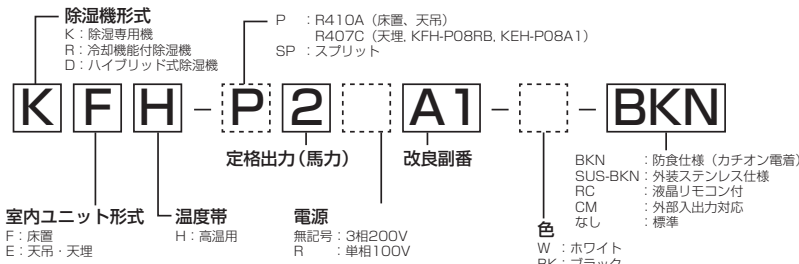 除湿機形式
K：除湿専用機
R：冷却機能付除湿機
D：ハイブリッド式除湿機
P ：R410A（床置、天吊）
R407C（天埋, KFH-P08RB, KEH-P08A1）
SP：スプリット
K F H － P 2 A1 － － BKN
定格出力（馬力）
改良副番
室内ユニット形式
F：床置
E：天吊・天埋
温度帯
H：高温用
電源
無記号：3相200V
R ：単相100V
色
W ：ホワイト
BK：ブラック
BKN ：防食仕様（カチオン電着）
SUS-BKN：外装ステンレス仕様
RC ：液晶リモコン付
CM ：外部入出力対応
なし ：標準